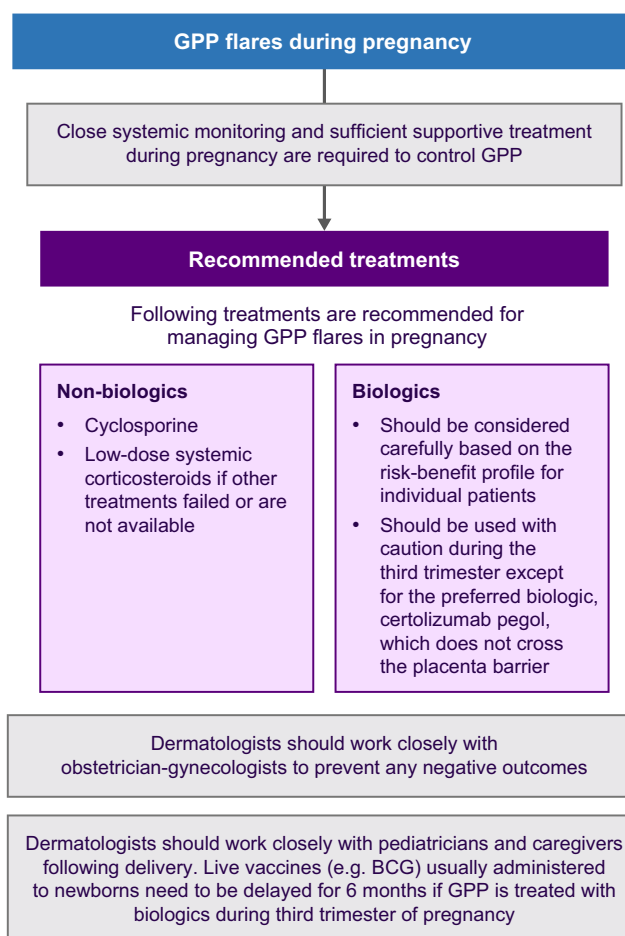 GPP flares during pregnancy
Close systemic monitoring and sufficient supportive treatment
during pregnancy are required to control GPP
Recommended treatments
Following treatments are recommended for
managing GPP flares in pregnancy
Non-biologics
• Cyclosporine
• Low-dose systemic
corticosteroids if other
treatments failed or are
not available
Biologics
• Should be considered
carefully based on the
risk-benefit profile for
individual patients
• Should be used with
caution during the
third trimester except
for the preferred biologic,
certolizumab pegol,
which does not cross
the placenta barrier
Dermatologists should work closely with
obstetrician-gynecologists to prevent any negative outcomes
Dermatologists should work closely with pediatricians and caregivers
following delivery. Live vaccines (e.g. BCG) usually administered
to newborns need to be delayed for 6 months if GPP is treated with
biologics during third trimester of pregnancy